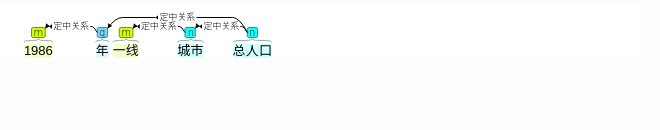 定中关系
定中关系 定中关系 定中关系
m q m n n
1986 年 一线 城市 总人口